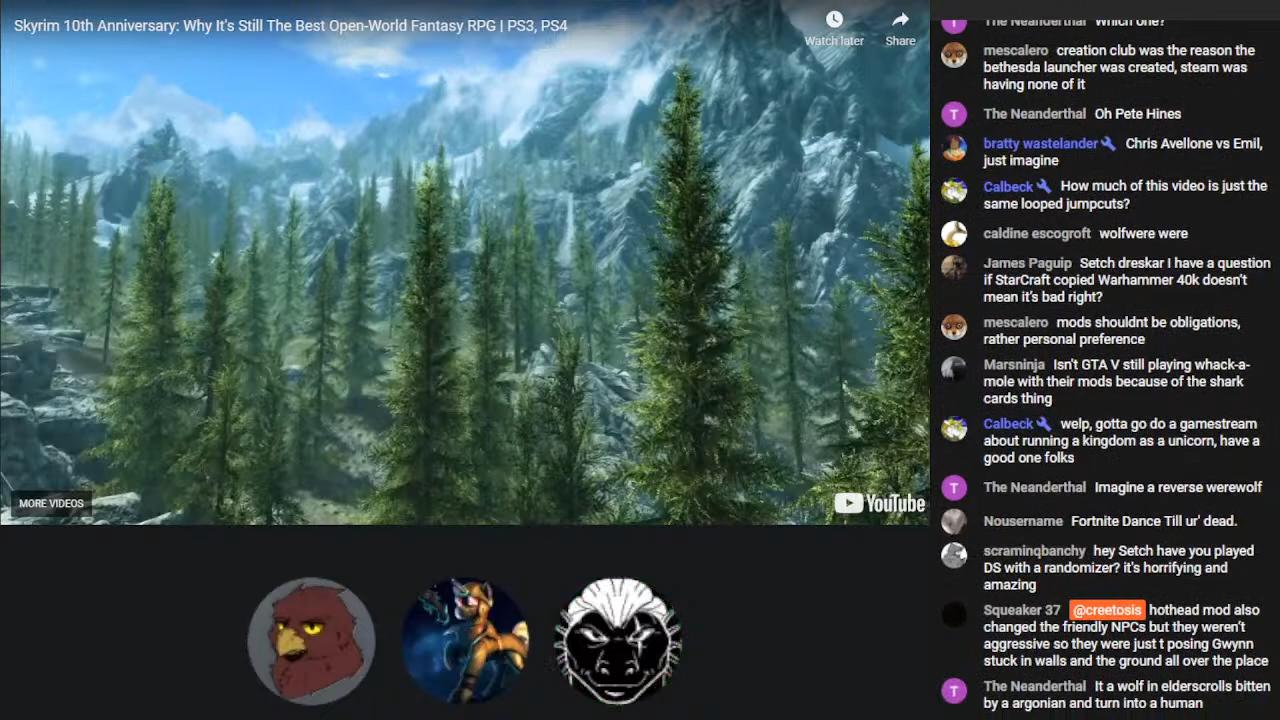 Skyrim 10th Anniversary: Why It's Still The Best Open-World Fantasy RPG | PS3, PS4
Watch later
Share
MORE VIDEOS
YouTube
The Neanderthal Which one?
mescalero creation club was the reason the
bethesda launcher was created, steam was
having none of it
T The Neanderthal Oh Pete Hines
bratty wastelander Chris Avellone vs Emil,
just imagine
Calbeck How much of this video is just the
same looped jumpcuts?
caldine escogroft wolfwere were
James Paguip Setch dreskar I have a question
if StarCraft copied Warhammer 40k doesn't
mean it's bad right?
mescalero mods shouldnt be obligations,
rather personal preference
Marsninja Isn't GTA V still playing whack-a-
mole with their mods because of the shark
cards thing
Calbeck welp, gotta go do a gamestream
about running a kingdom as a unicorn, have a
good one folks
T The Neanderthal Imagine a reverse werewolf
Nousername Fortnite Dance Till ur' dead.
scraminqbanchy hey Setch have you played
DS with a randomizer? it's horrifying and
amazing
Squeaker 37 @creetosis hothead mod also
changed the friendly NPCs but they weren't
aggressive so they were just t posing Gwynn
stuck in walls and the ground all over the place
T The Neanderthal It a wolf in elderscrolls bitten
by a argonian and turn into a human